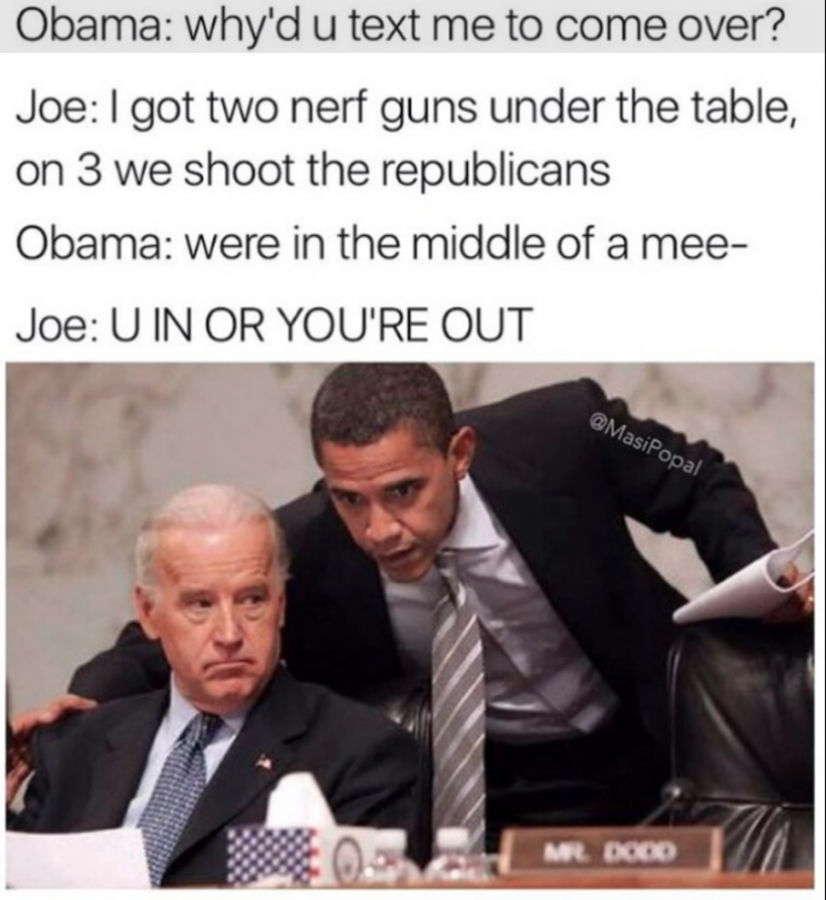 Obama: why'd u text me to come over?
Joe: I got two nerf guns under the table,
on 3 we shoot the republicans
Obama: were in the middle of a mee-
Joe: U IN OR YOU'RE OUT
@MasiPopal
MR. DODD